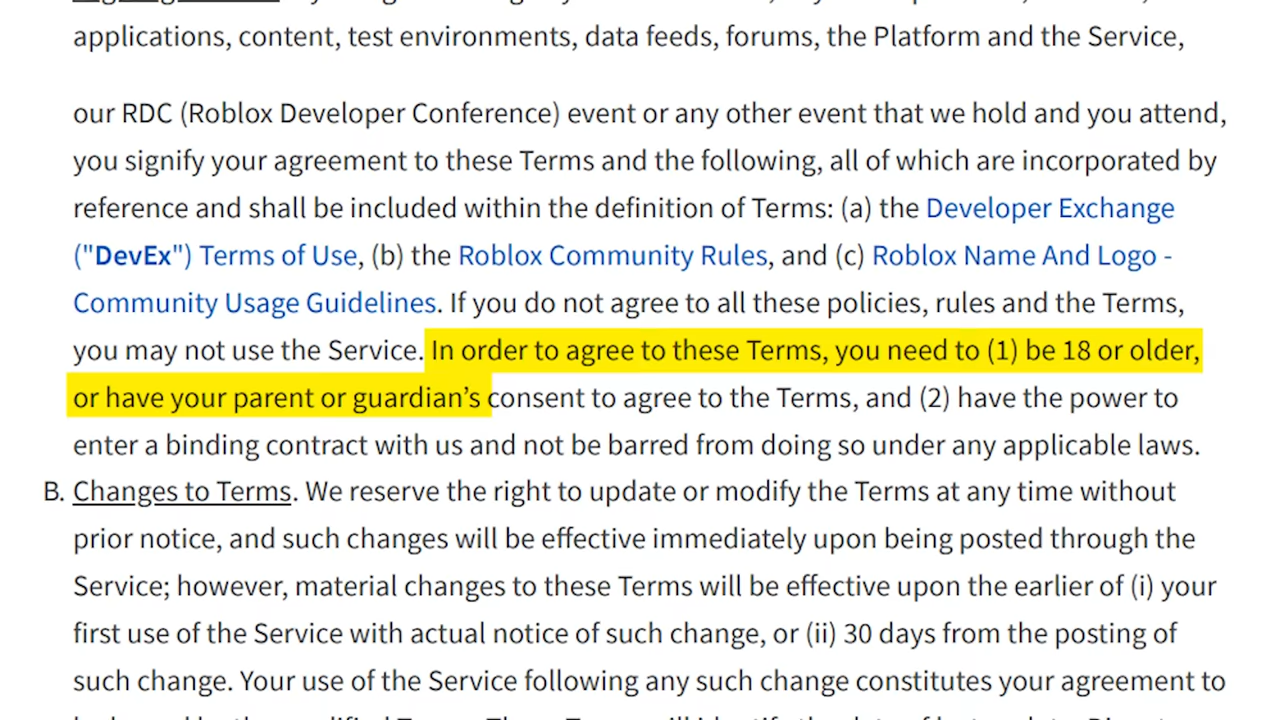 applications, content, test environments, data feeds, forums, the Platform and the Service,
our RDC (Roblox Developer Conference) event or any other event that we hold and you attend,
you signify your agreement to these Terms and the following, all of which are incorporated by
reference and shall be included within the definition of Terms: (a) the Developer Exchange
("DevEx") Terms of Use, (b) the Roblox Community Rules, and (c) Roblox Name And Logo -
Community Usage Guidelines. If you do not agree to all these policies, rules and the Terms,
you may not use the Service. In order to agree to these Terms, you need to (1) be 18 or older,
or have your parent or guardian’s consent to agree to the Terms, and (2) have the power to
enter a binding contract with us and not be barred from doing so under any applicable laws.
B. Changes to Terms. We reserve the right to update or modify the Terms at any time without
prior notice, and such changes will be effective immediately upon being posted through the
Service; however, material changes to these Terms will be effective upon the earlier of (i) your
first use of the Service with actual notice of such change, or (ii) 30 days from the posting of
such change. Your use of the Service following any such change constitutes your agreement to